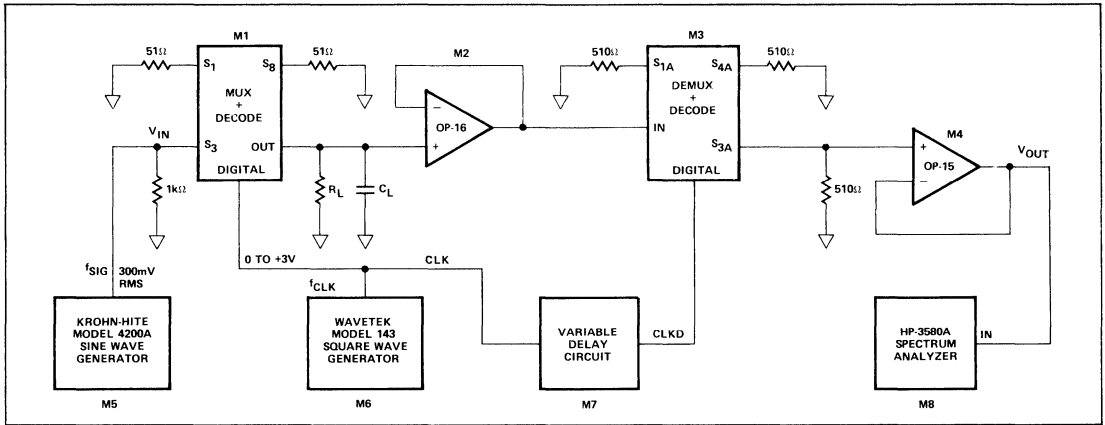 M1
M2
M3
51Ω
S1
S8
51Ω
MUX
+
DECODE
VIN
S3
OUT
DIGITAL
1kΩ
RL
CL
−
OP-16
+
510Ω
S1A
S4A
510Ω
DEMUX
+
DECODE
IN
S3A
DIGITAL
M4
+
OP-15
−
VOUT
510Ω
fSIG
300mV
RMS
0 TO +3V
CLK
fCLK
CLKD
IN
KROHN-HITE
MODEL 4200A
SINE WAVE
GENERATOR
WAVETEK
MODEL 143
SQUARE WAVE
GENERATOR
VARIABLE
DELAY
CIRCUIT
HP-3580A
SPECTRUM
ANALYZER
M5
M6
M7
M8